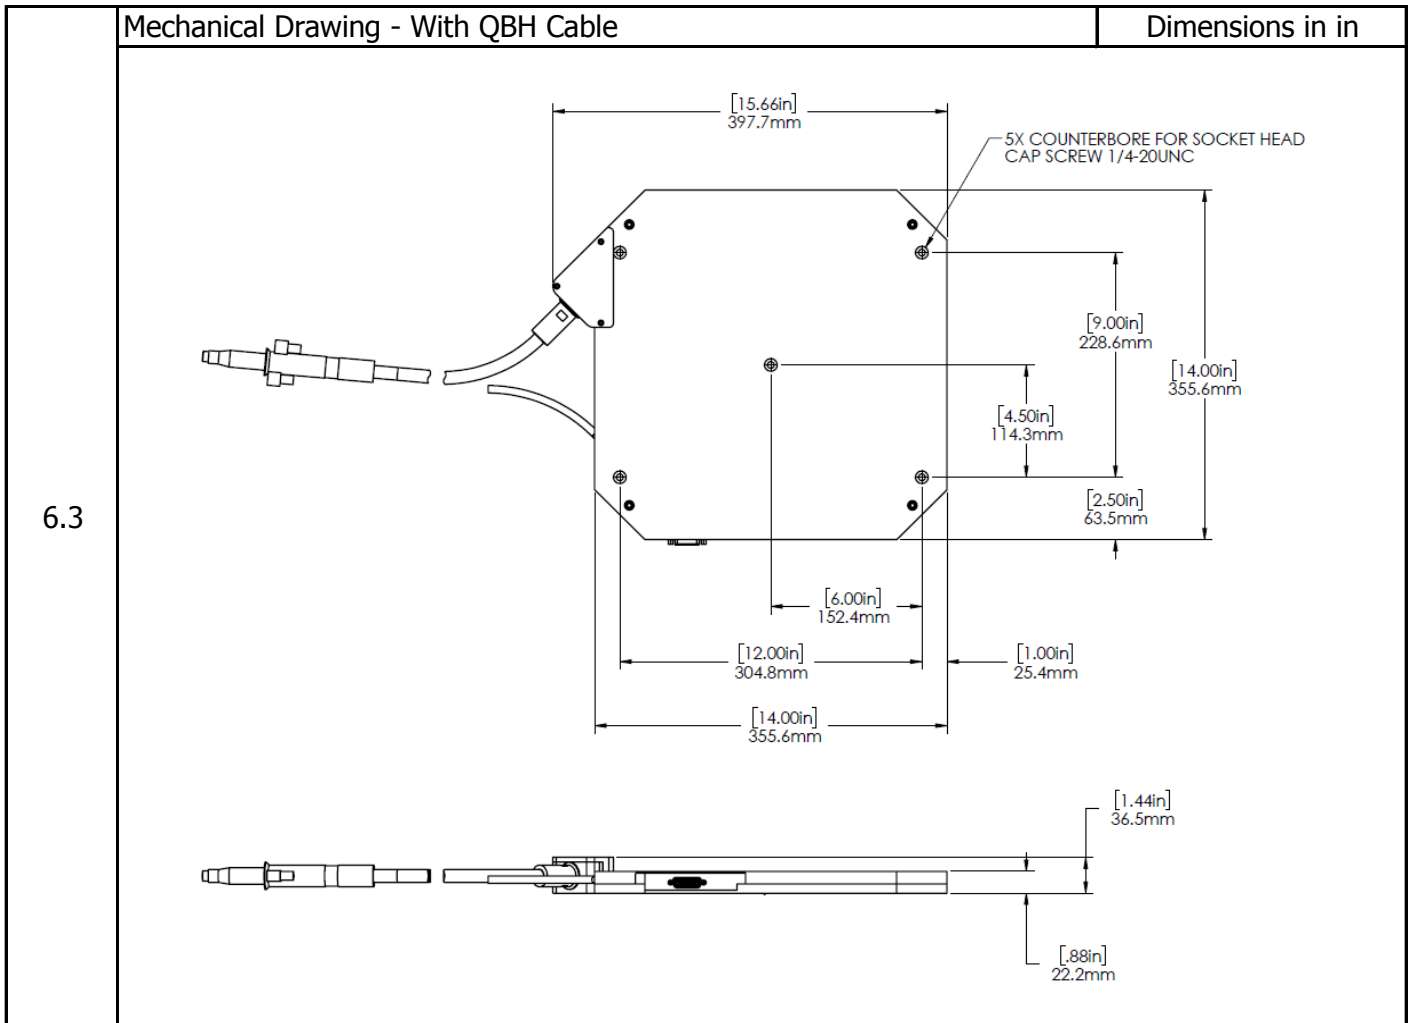 Mechanical Drawing - With QBH Cable
Dimensions in in
6.3
[15.66in]
397.7mm
5X COUNTERBORE FOR SOCKET HEAD
CAP SCREW 1/4-20UNC
[9.00in]
228.6mm
[14.00in]
355.6mm
[4.50in]
114.3mm
[2.50in]
63.5mm
[6.00in]
152.4mm
[12.00in]
304.8mm
[1.00in]
25.4mm
[14.00in]
355.6mm
[1.44in]
36.5mm
[.88in]
22.2mm